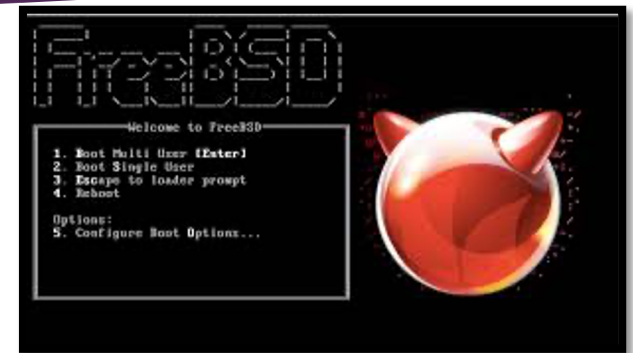 FreeBSD
Welcome to FreeBSD
1. Boot Multi User [Enter]
2. Boot Single User
3. Escape to loader prompt
4. Reboot
Options:
5. Configure Boot Options...